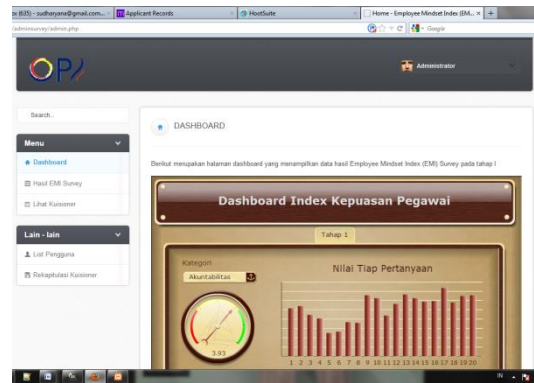 (635) - sudharyana@gmail.com...
Applicant Records
HootSuite
Home - Employee Mindset Index (EM...
/adminsurvey/admin.php
Google
OPI
Administrator
Search..
DASHBOARD
Menu
Dashboard
Hasil EMI Survey
Lihat Kuisioner
Berikut merupakan halaman dashboard yang menampilkan data hasil Employee Mindset Index (EMI) Survey pada tahap I
Dashboard Index Kepuasan Pegawai
Tahap 1
Lain - lain
List Pengguna
Rekapitulasi Kuisioner
Kategori
Akuntabilitas
Nilai Tiap Pertanyaan
3.93
1 2 3 4 5 6 7 8 9 10 11 12 13 14 15 16 17 18 19 20
IN